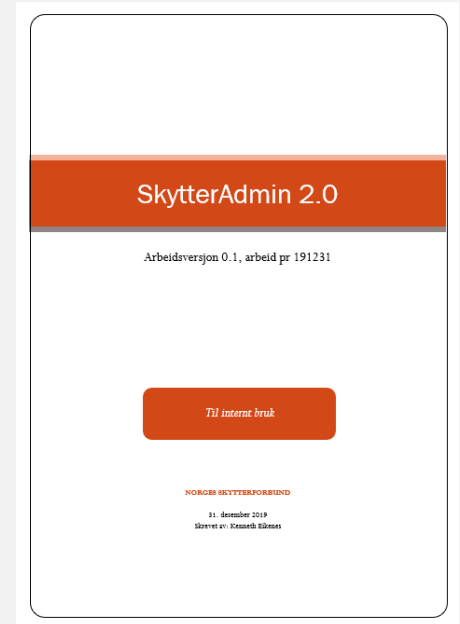 SkytterAdmin 2.0
Arbeidsversjon 0.1, arbeid pr 191231
Til internt bruk
NORGES SKYTTERFORBUND
31. desember 2019
Skrevet av: Kenneth Eikenes